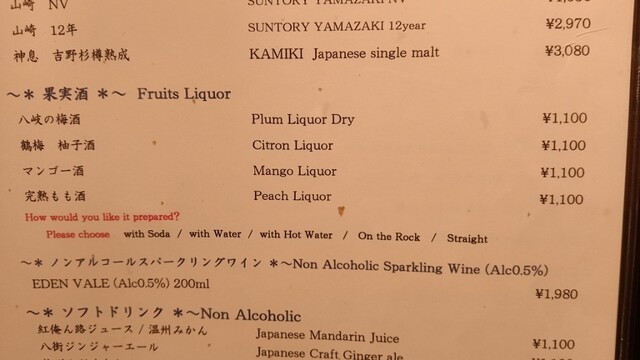 山崎 NV SUNTORY YAMAZAKI NV
山崎 12年 SUNTORY YAMAZAKI 12year ¥2,970
神息 吉野杉樽熟成 KAMIKI Japanese single malt ¥3,080
～＊ 果実酒 ＊～ Fruits Liquor
八岐の梅酒 Plum Liquor Dry ¥1,100
鶴梅 柚子酒 Citron Liquor ¥1,100
マンゴー酒 Mango Liquor ¥1,100
完熟もも酒 Peach Liquor ¥1,100
How would you like it prepared?
Please choose with Soda / with Water / with Hot Water / On the Rock / Straight
～＊ ノンアルコールスパークリングワイン ＊～Non Alcoholic Sparkling Wine (Alc0.5%)
EDEN VALE (Alc0.5%) 200ml
¥1,980
～＊ ソフトドリンク ＊～Non Alcoholic
紅俺ん路ジュース / 温州みかん Japanese Mandarin Juice
八街ジンジャーエール Japanese Craft Ginger ale ¥1,100